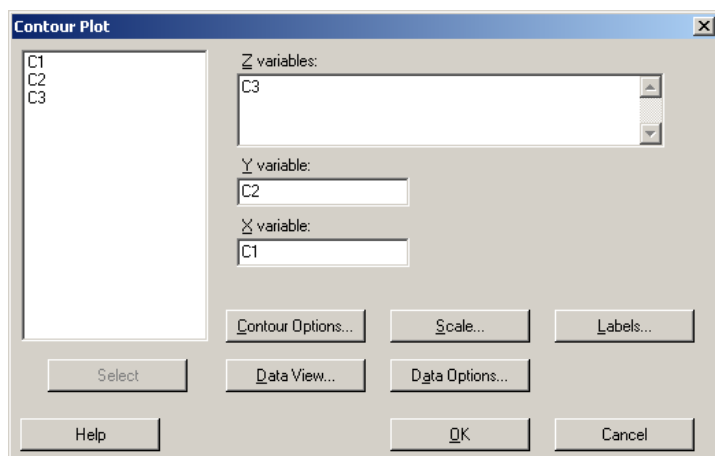 Contour Plot
C1
C2
C3
Z variables:
C3
Y variable:
C2
X variable:
C1
Contour Options...
Scale...
Labels...
Select
Data View...
Data Options...
Help
OK
Cancel